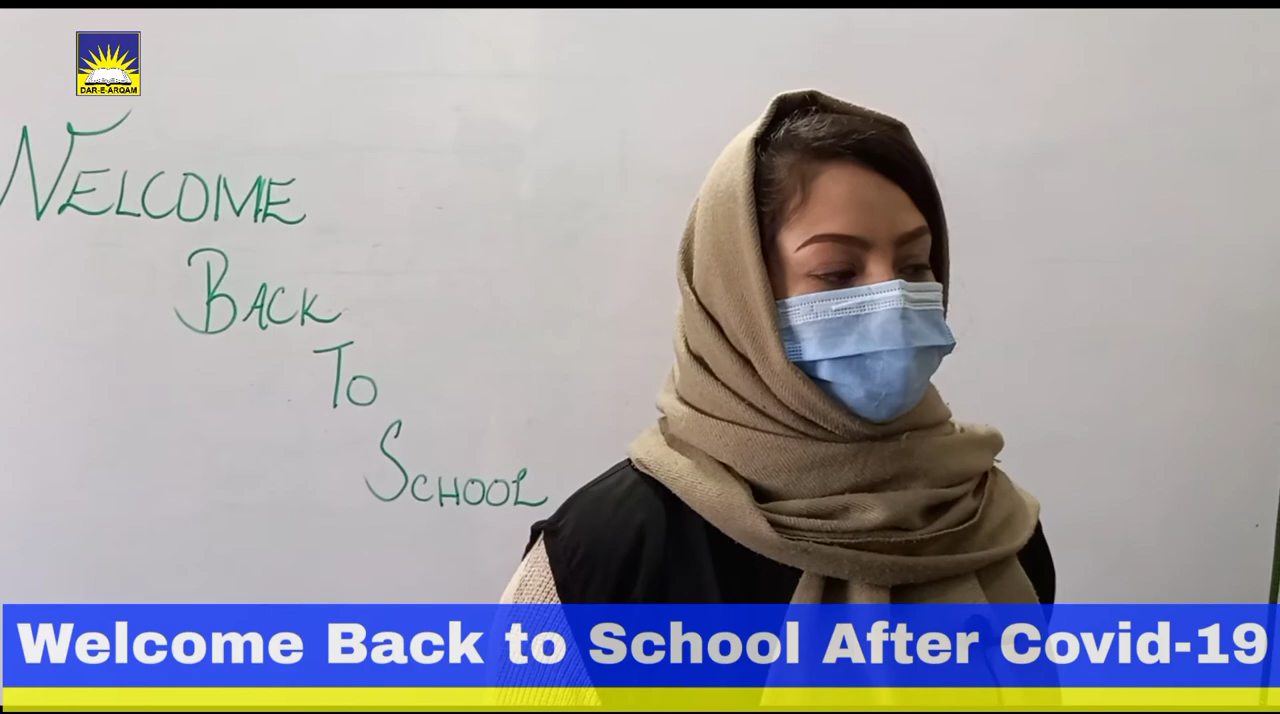 DAR-E-ARQAM
WELCOME
BACK
TO
SCHOOL
Welcome Back to School After Covid-19